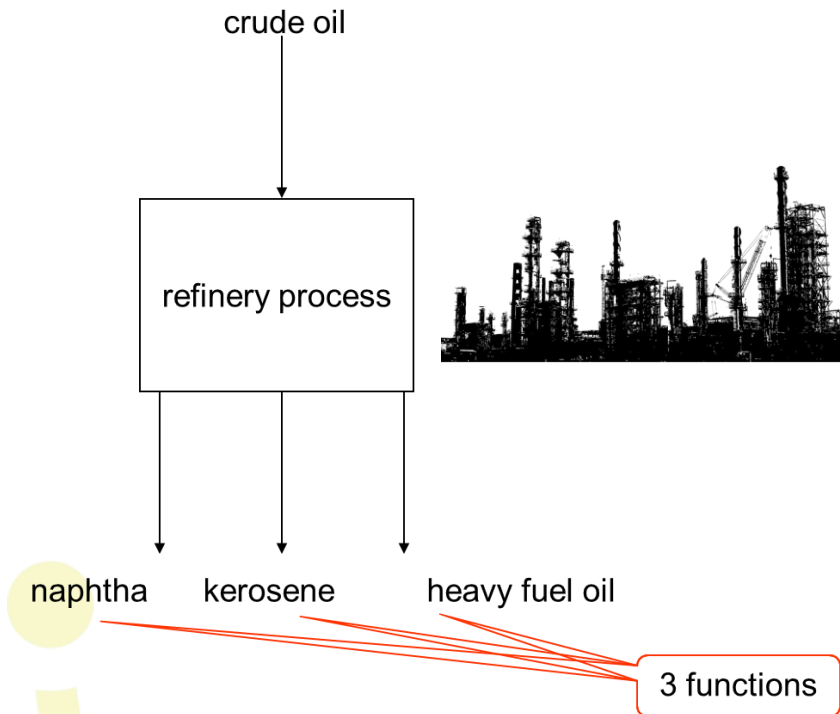 crude oil
refinery process
naphtha kerosene heavy fuel oil
3 functions